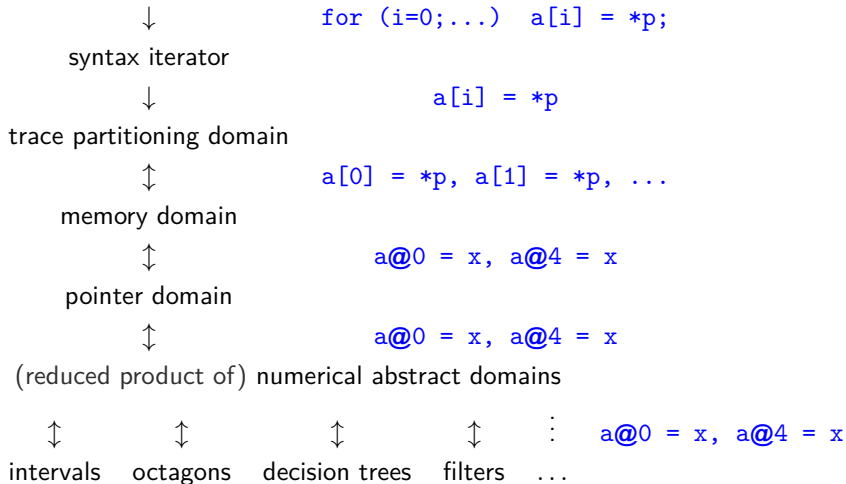 ↓ for (i=0;...) a[i] = *p;
syntax iterator
↓ a[i] = *p
trace partitioning domain
↕ a[0] = *p, a[1] = *p, ...
memory domain
↕ a@0 = x, a@4 = x
pointer domain
↕ a@0 = x, a@4 = x
(reduced product of) numerical abstract domains
↕ ↕ ↕ ↕ ⋮ a@0 = x, a@4 = x
intervals octagons decision trees filters ...